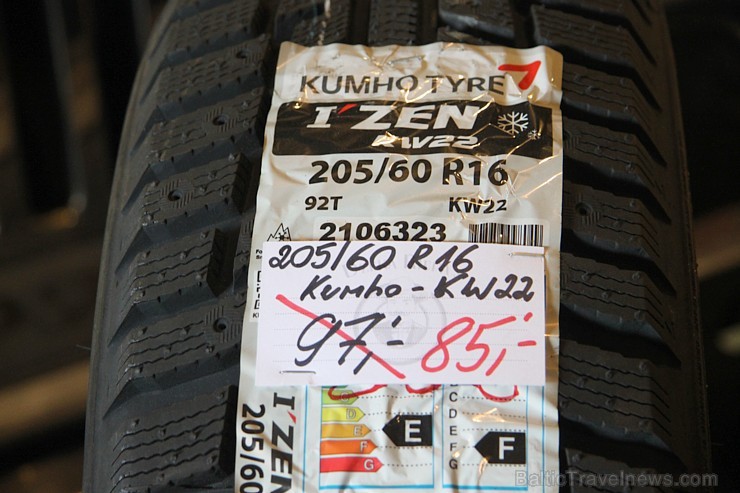 KUMHO TYRE
I'ZEN
KW22
205/60 R16
92T KW22
2106323
205/60 R16
Kumho - KW22
97,- 85,-
D
E
F
G
E
C
D
E
F
G
F
I'ZEN
205/60
BalticTravelnews.com